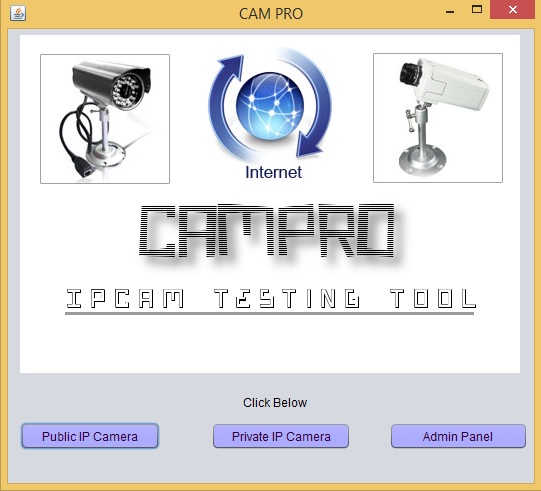 CAM PRO
Internet
CAMPRO
IPCAM TESTING TOOL
Click Below
Public IP Camera
Private IP Camera
Admin Panel